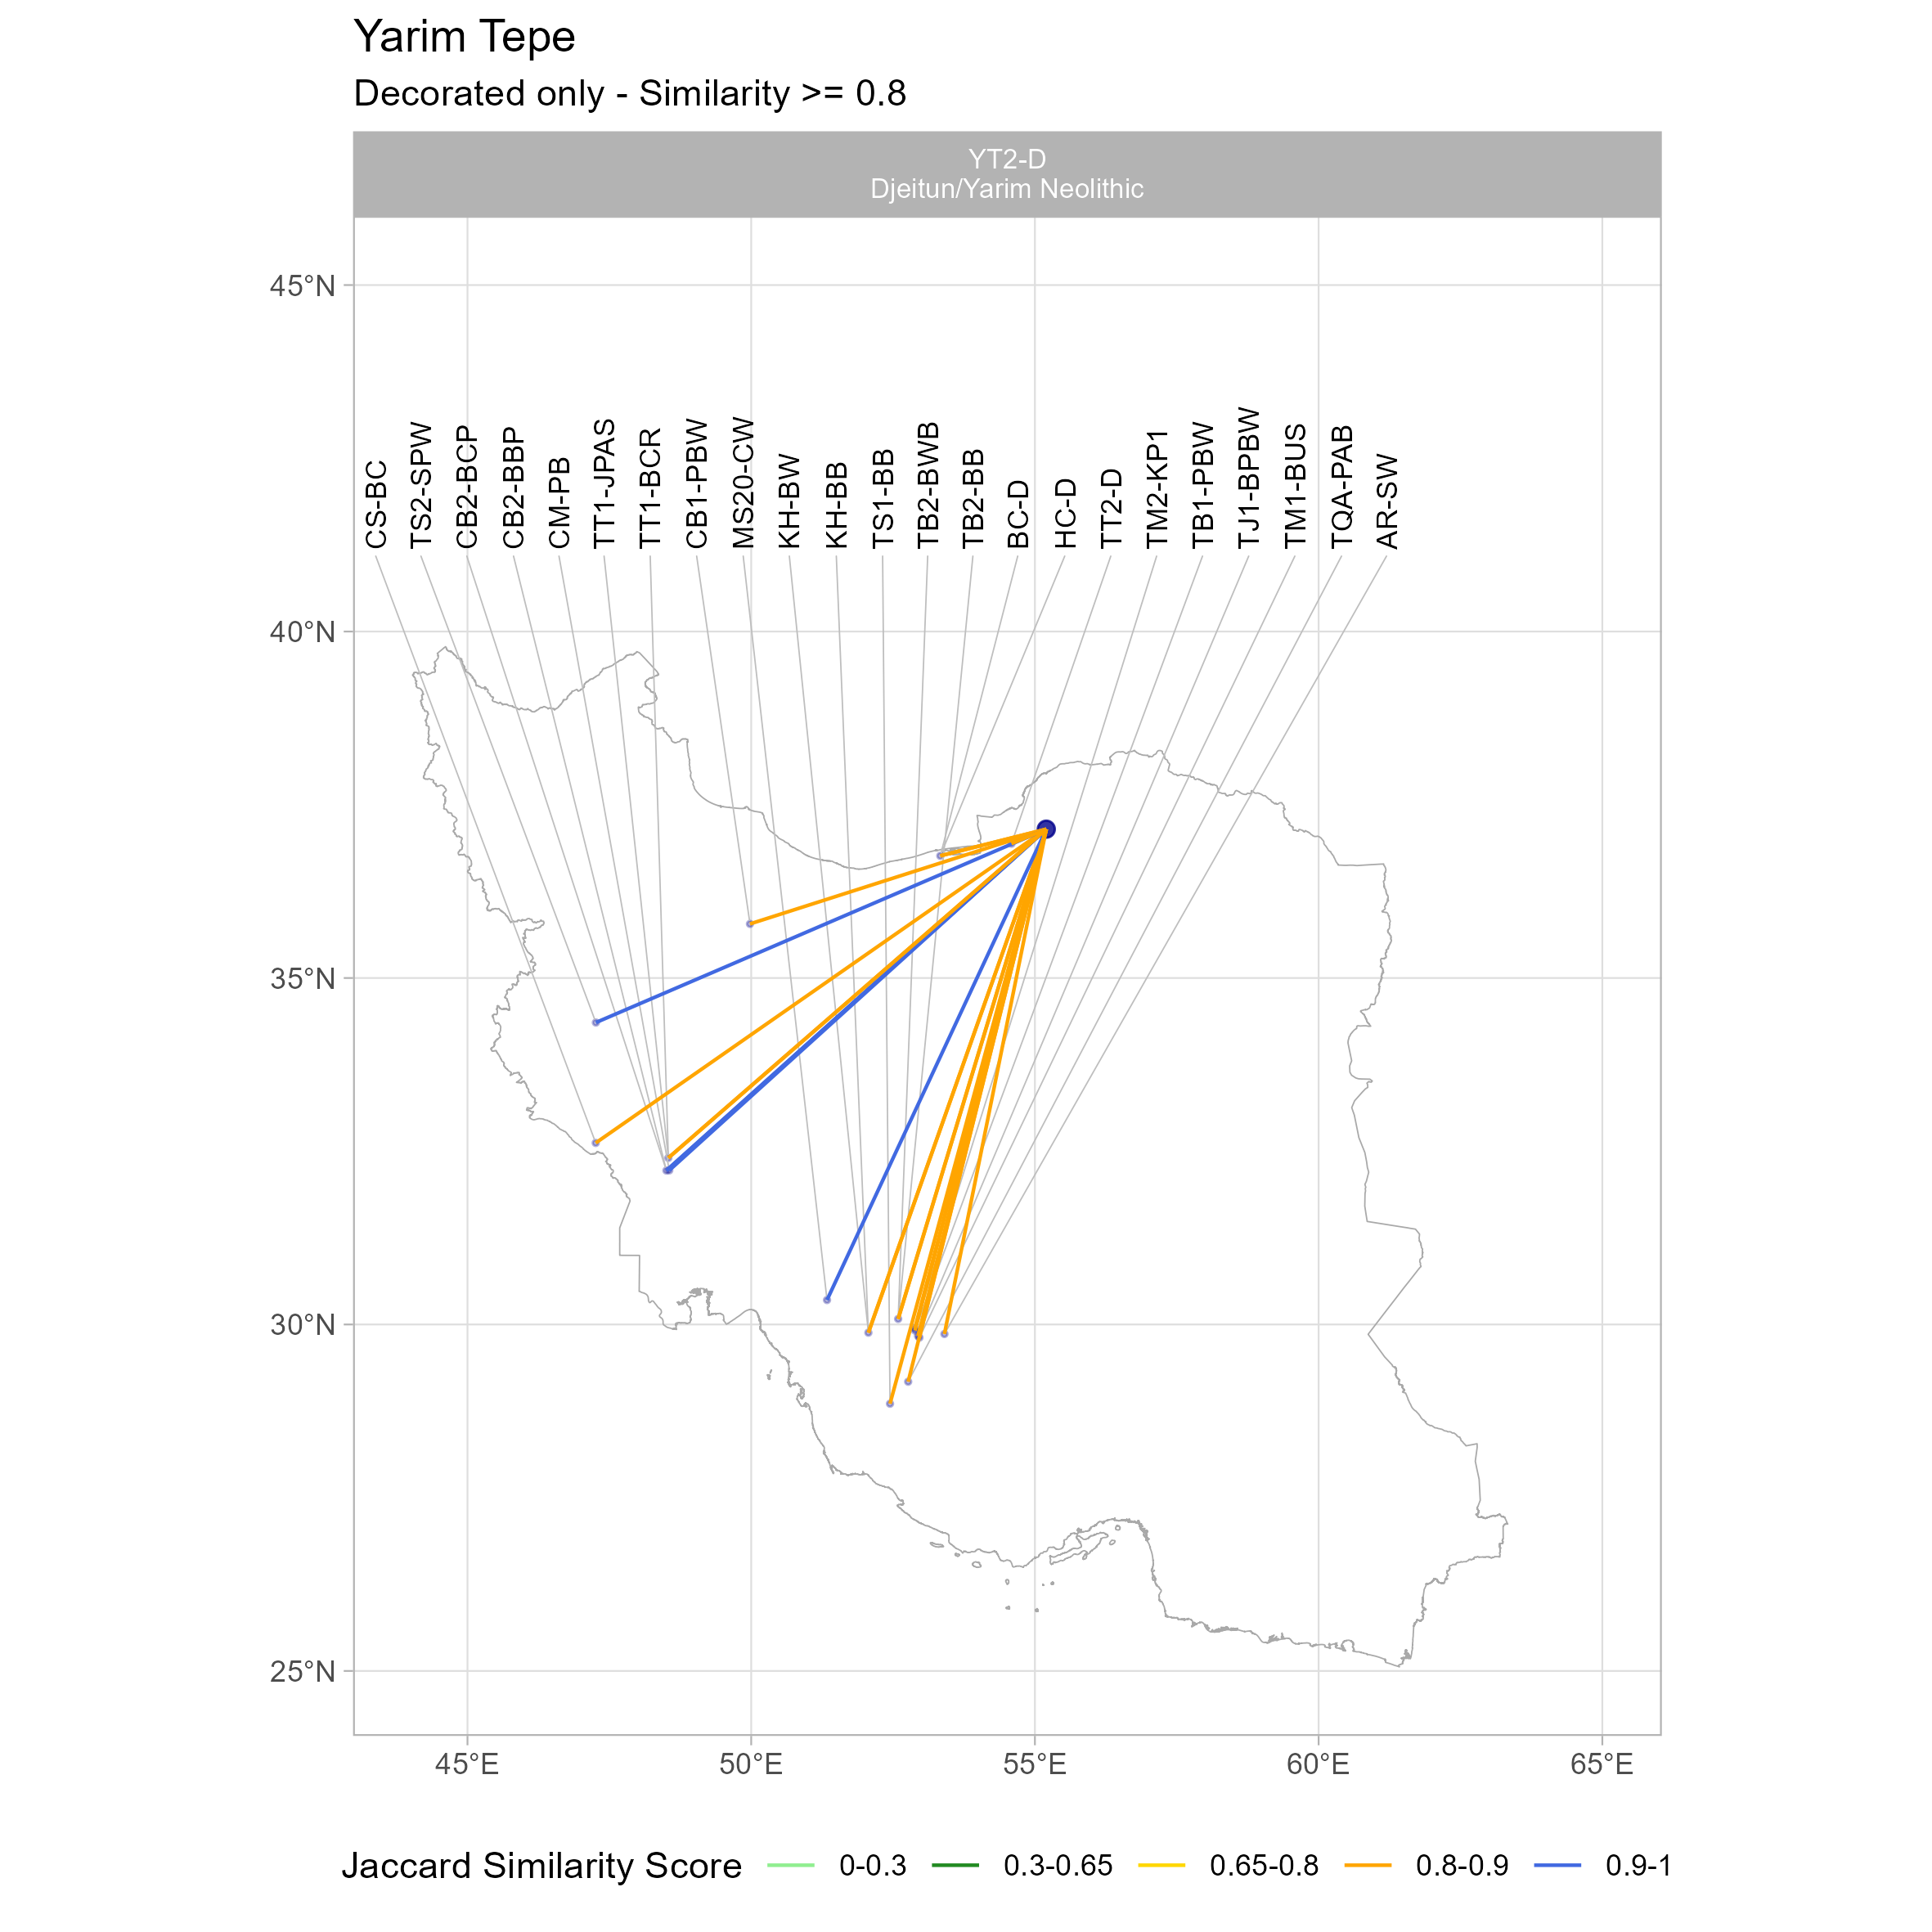 Yarim Tepe
Decorated only - Similarity >= 0.8
YT2-D
Djeitun/Yarim Neolithic
45°N
CS-BC
TS2-SPW
CB2-BCP
CB2-BBP
CM-PB
TT1-JPAS
TT1-BCR
CB1-PBW
MS20-CW
KH-BW
KH-BB
TS1-BB
TB2-BWB
TB2-BB
BC-D
HC-D
TT2-D
TM2-KP1
TB1-PBW
TJ1-BPBW
TM1-BUS
TQA-PAB
AR-SW
40°N
35°N
30°N
25°N
45°E 50°E 55°E 60°E 65°E
Jaccard Similarity Score 0-0.3 0.3-0.65 0.65-0.8 0.8-0.9 0.9-1